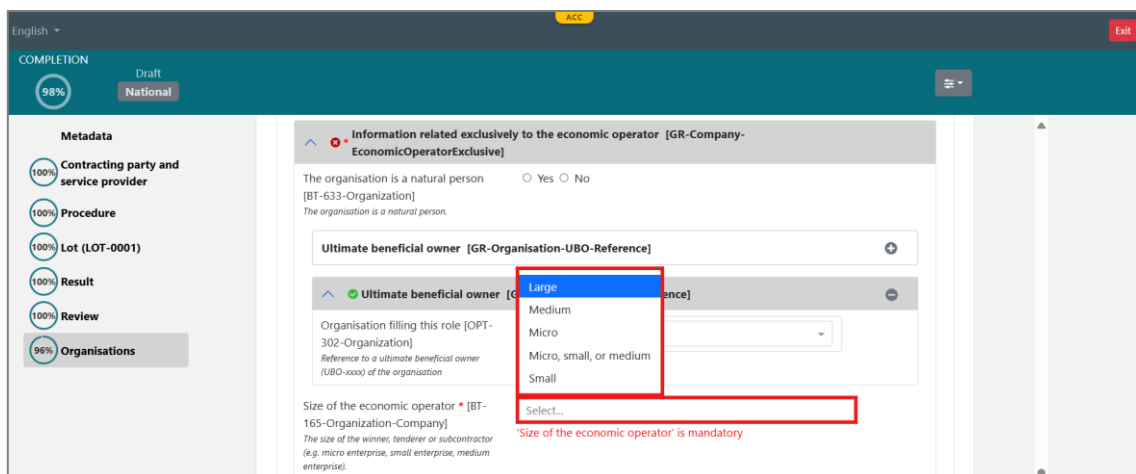 ACC
English
Exit
COMPLETION
98%
Draft
National
Metadata
100% Contracting party and
service provider
100% Procedure
100% Lot (LOT-0001)
100% Result
100% Review
96% Organisations
* Information related exclusively to the economic operator [GR-Company-
EconomicOperatorExclusive]
The organisation is a natural person
[BT-633-Organization]
The organisation is a natural person.
Yes No
Ultimate beneficial owner [GR-Organisation-UBO-Reference]
Ultimate beneficial owner [G
ence]
Organisation filling this role [OPT-
302-Organization]
Reference to a ultimate beneficial owner
(UBO-xxxx) of the organisation
Large
Medium
Micro
Micro, small, or medium
Small
Size of the economic operator * [BT-
165-Organization-Company]
The size of the winner, tenderer or subcontractor
(e.g. micro enterprise, small enterprise, medium
enterprise).
Select...
'Size of the economic operator' is mandatory